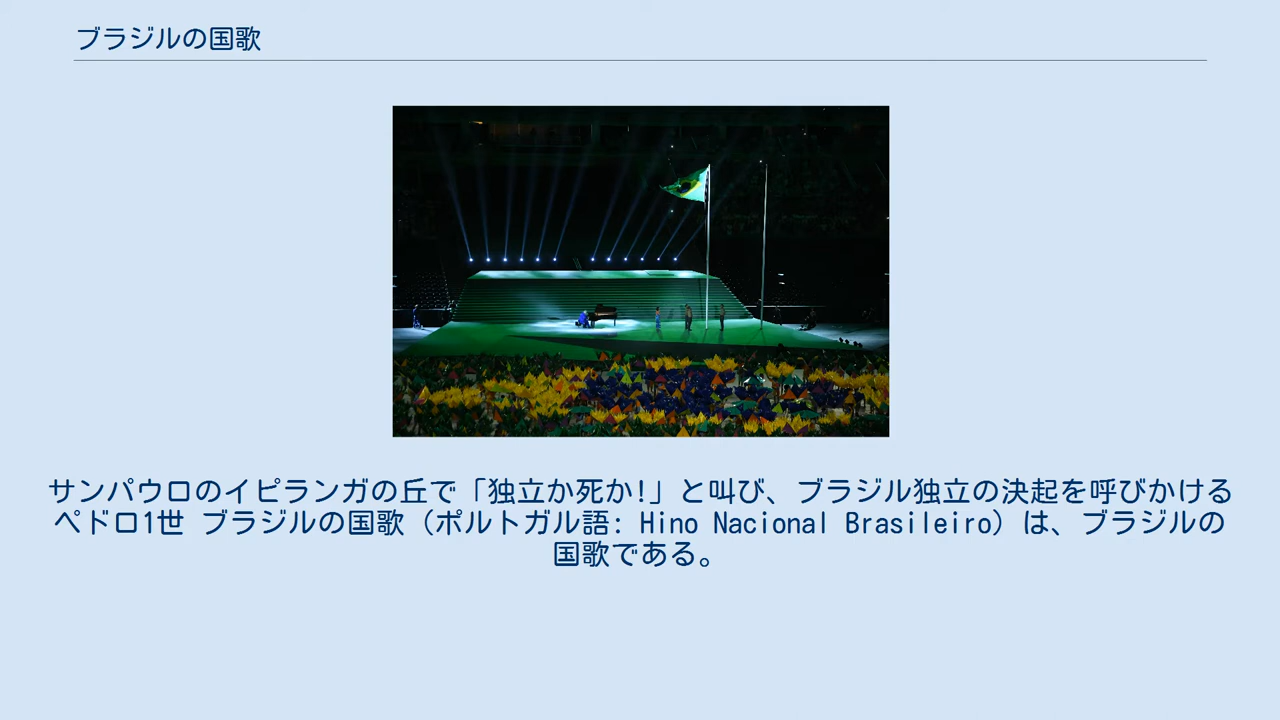 ブラジルの国歌
サンパウロのイピランガの丘で「独立か死か!」と叫び、ブラジル独立の決起を呼びかける
ペドロ1世 ブラジルの国歌（ポルトガル語: Hino Nacional Brasileiro）は、ブラジルの
国歌である。